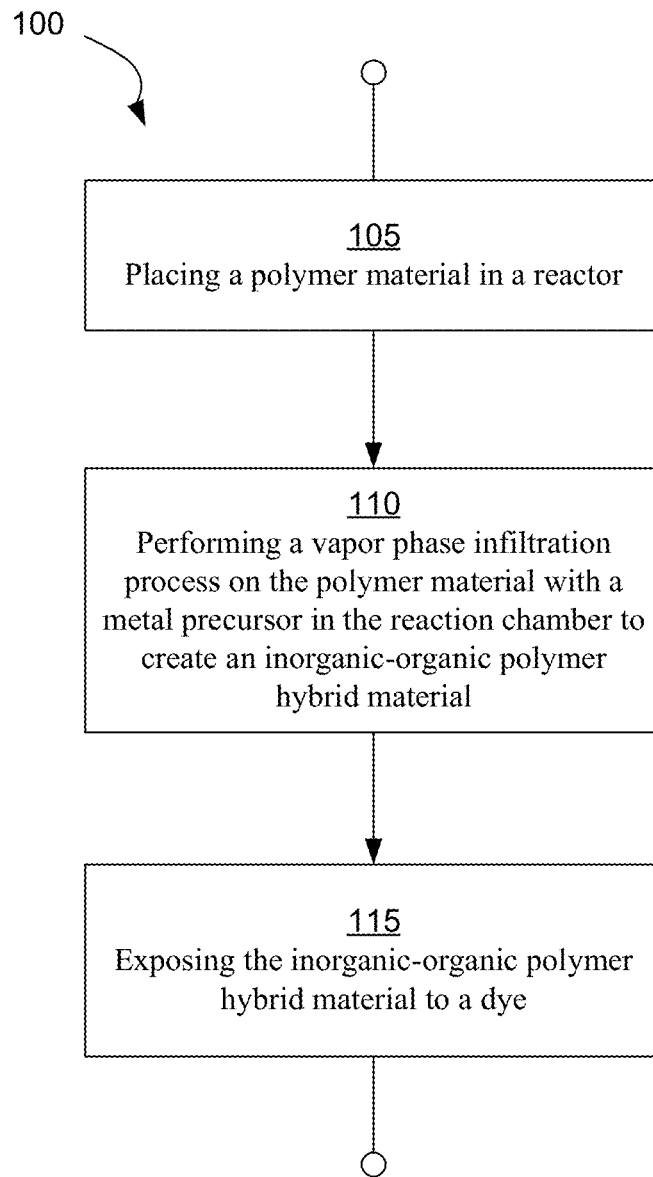 100
105
Placing a polymer material in a reactor
110
Performing a vapor phase infiltration
process on the polymer material with a
metal precursor in the reaction chamber to
create an inorganic-organic polymer
hybrid material
115
Exposing the inorganic-organic polymer
hybrid material to a dye